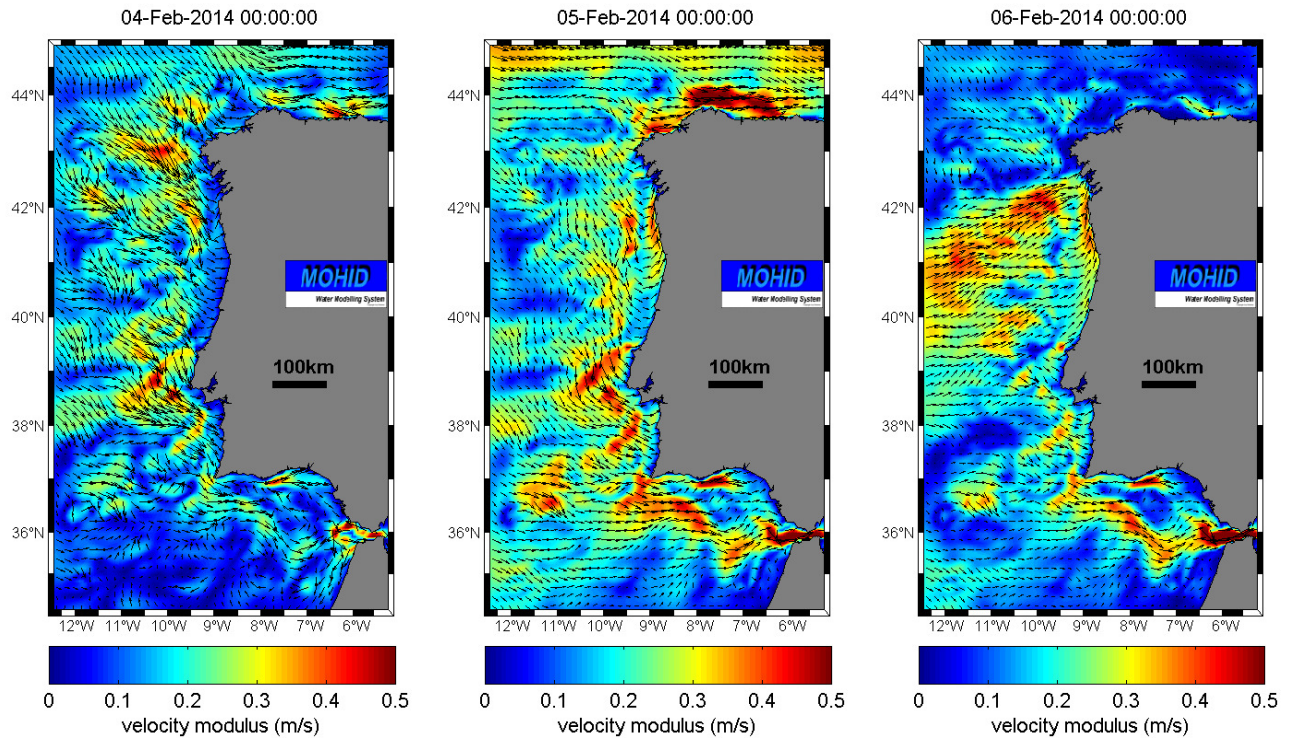 04-Feb-2014 00:00:00
05-Feb-2014 00:00:00
06-Feb-2014 00:00:00
44°N
42°N
40°N
38°N
36°N
12°W 11°W 10°W 9°W 8°W 7°W 6°W
MOHID
Water Modelling System
100km
44°N
42°N
40°N
38°N
36°N
12°W 11°W 10°W 9°W 8°W 7°W 6°W
MOHID
Water Modelling System
100km
44°N
42°N
40°N
38°N
36°N
12°W 11°W 10°W 9°W 8°W 7°W 6°W
MOHID
Water Modelling System
100km
0 0.1 0.2 0.3 0.4 0.5
velocity modulus (m/s)
0 0.1 0.2 0.3 0.4 0.5
velocity modulus (m/s)
0 0.1 0.2 0.3 0.4 0.5
velocity modulus (m/s)